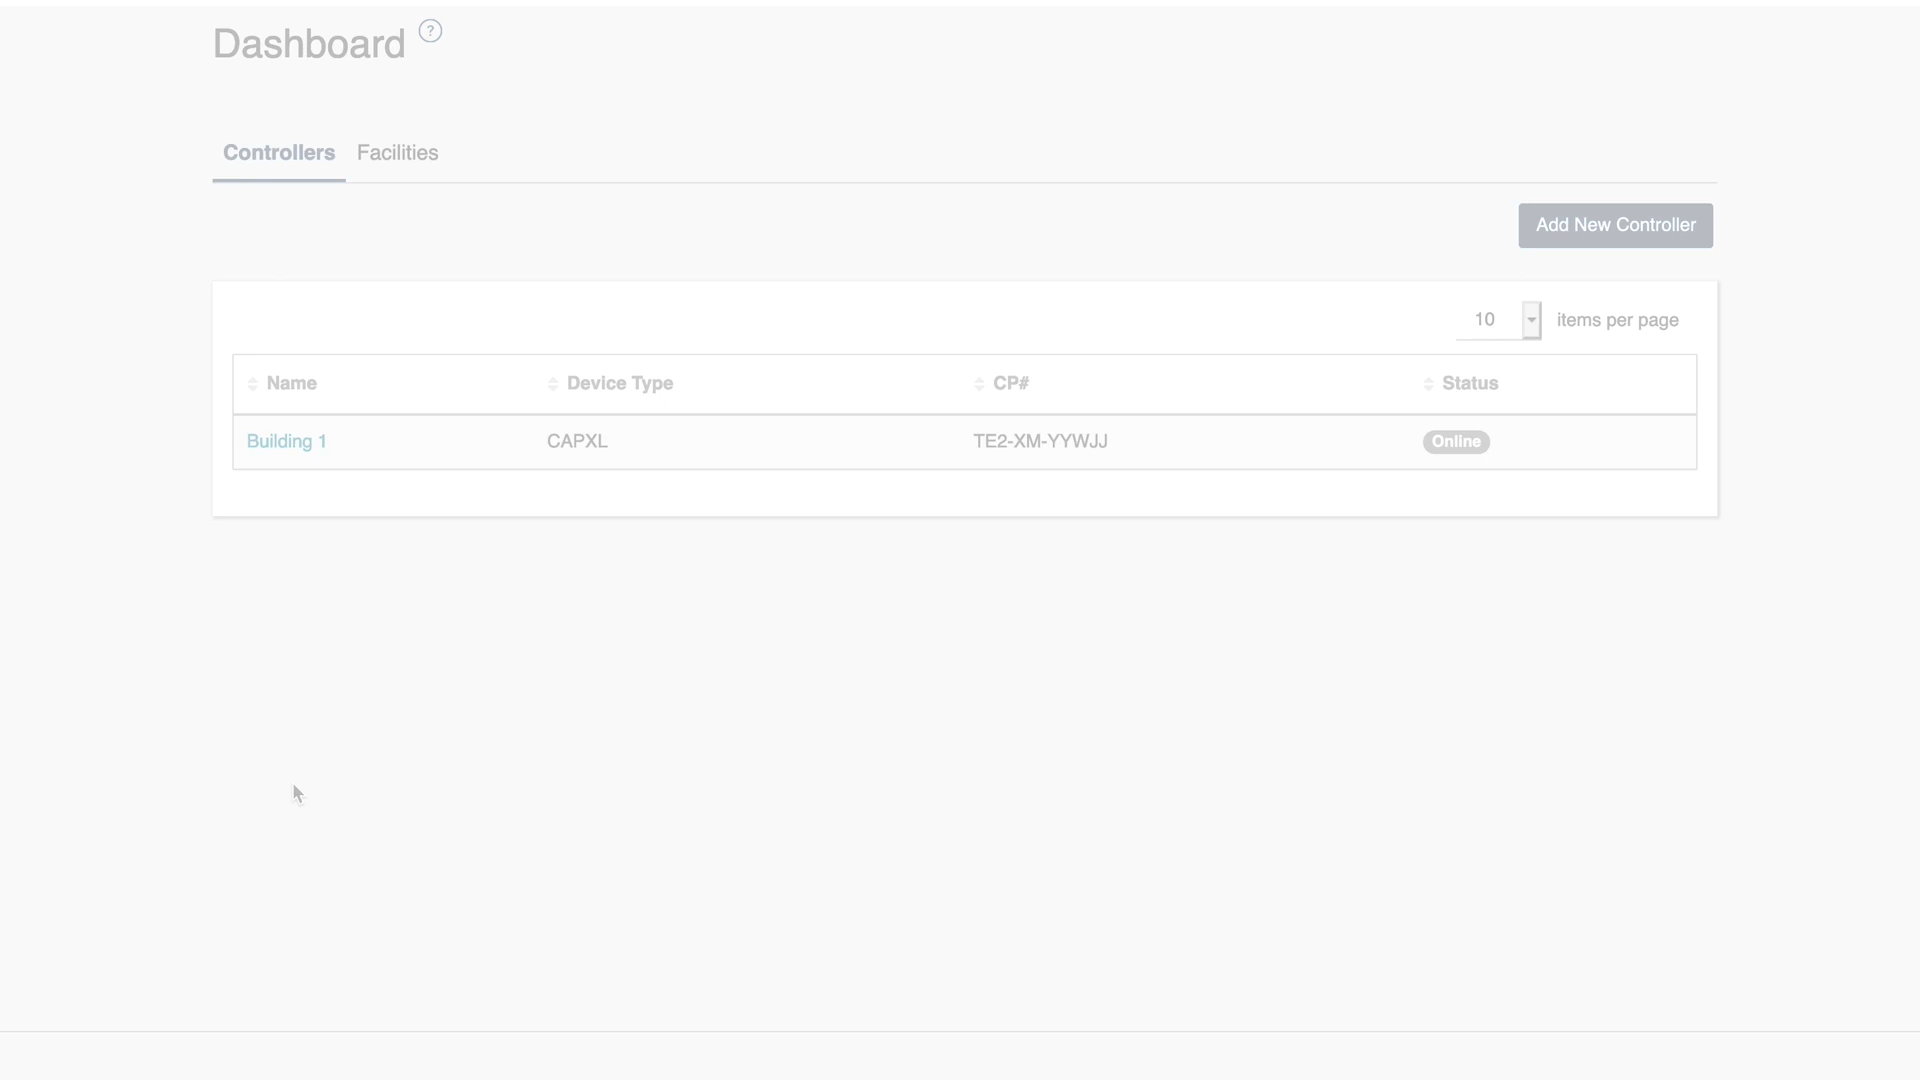 Dashboard ?
Controllers Facilities
Add New Controller
10 items per page
Name Device Type CP# Status
Building 1 CAPXL TE2-XM-YYWJJ Online